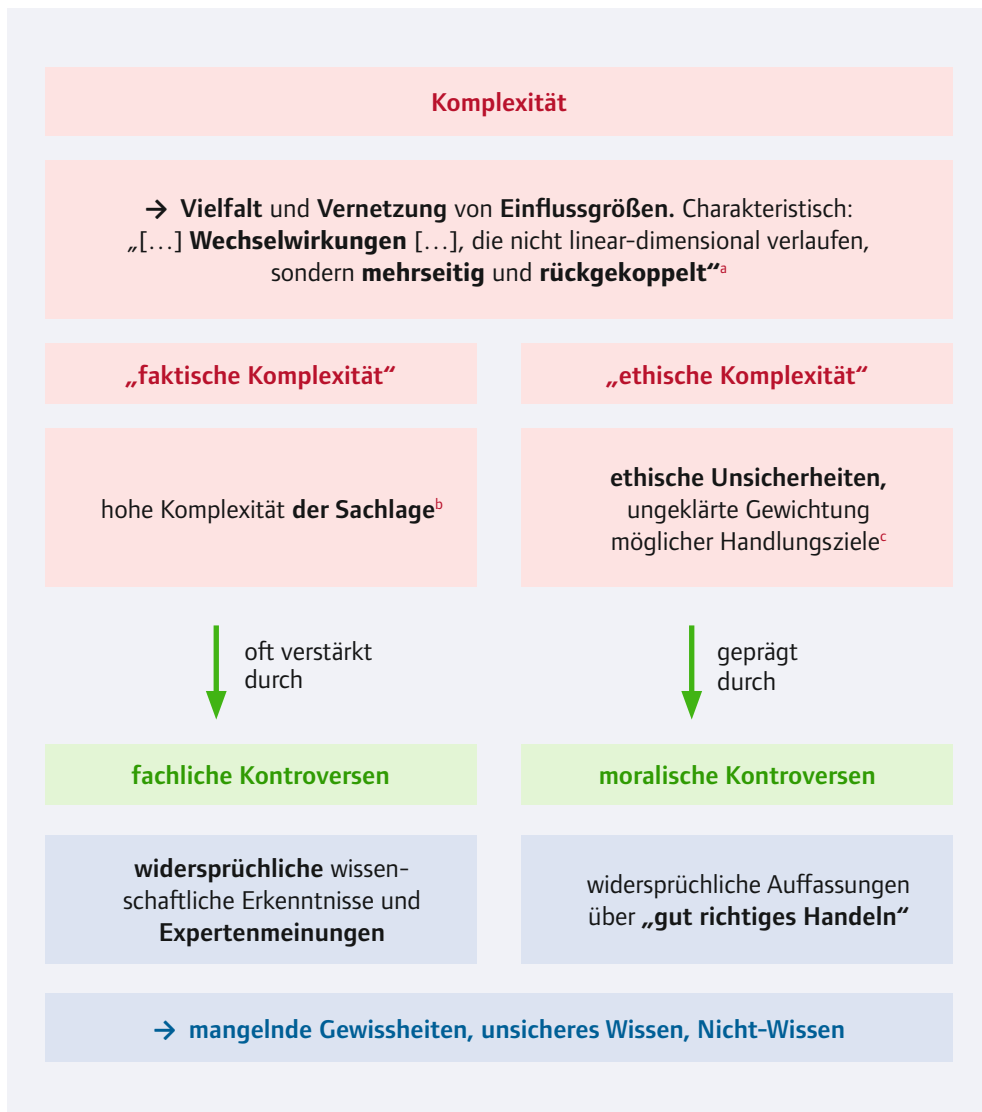 Komplexität
→ Vielfalt und Vernetzung von Einflussgrößen. Charakteristisch:
„[…] Wechselwirkungen […], die nicht linear-dimensional verlaufen,
sondern mehrseitig und rückgekoppelt“a
„faktische Komplexität“
hohe Komplexität der Sachlageb
„ethische Komplexität“
ethische Unsicherheiten,
ungeklärte Gewichtung
möglicher Handlungszielec
oft verstärkt
durch
geprägt
durch
fachliche Kontroversen
widersprüchliche wissen-
schaftliche Erkenntnisse und
Expertenmeinungen
moralische Kontroversen
widersprüchliche Auffassungen
über „gut richtiges Handeln“
→ mangelnde Gewissheiten, unsicheres Wissen, Nicht-Wissen